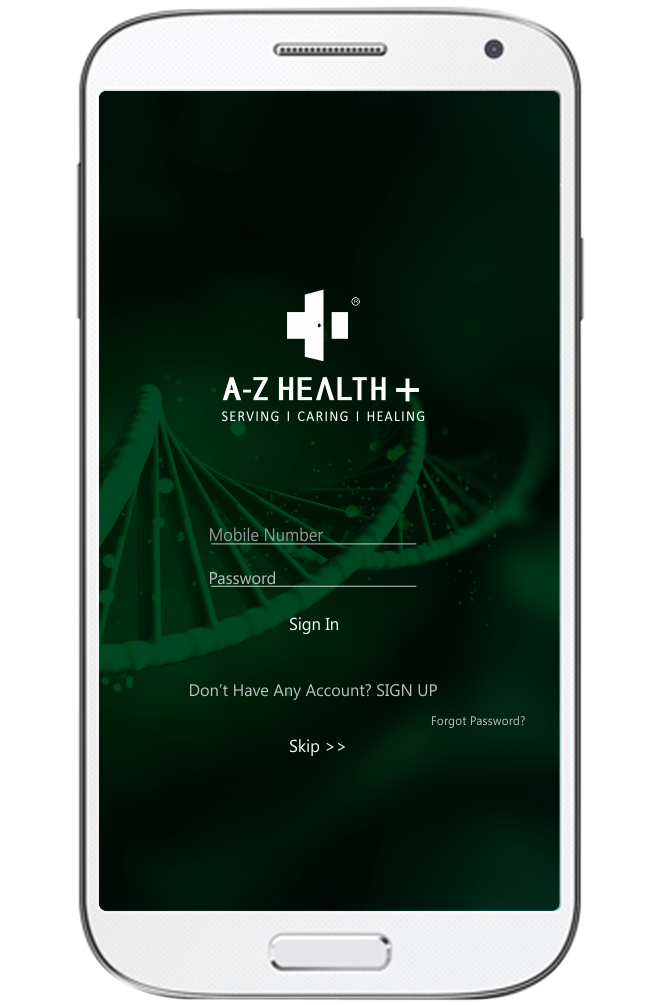 ®
A-Z HEALTH +
SERVING I CARING I HEALING
Mobile Number
Password
Sign In
Don't Have Any Account? SIGN UP
Forgot Password?
Skip >>